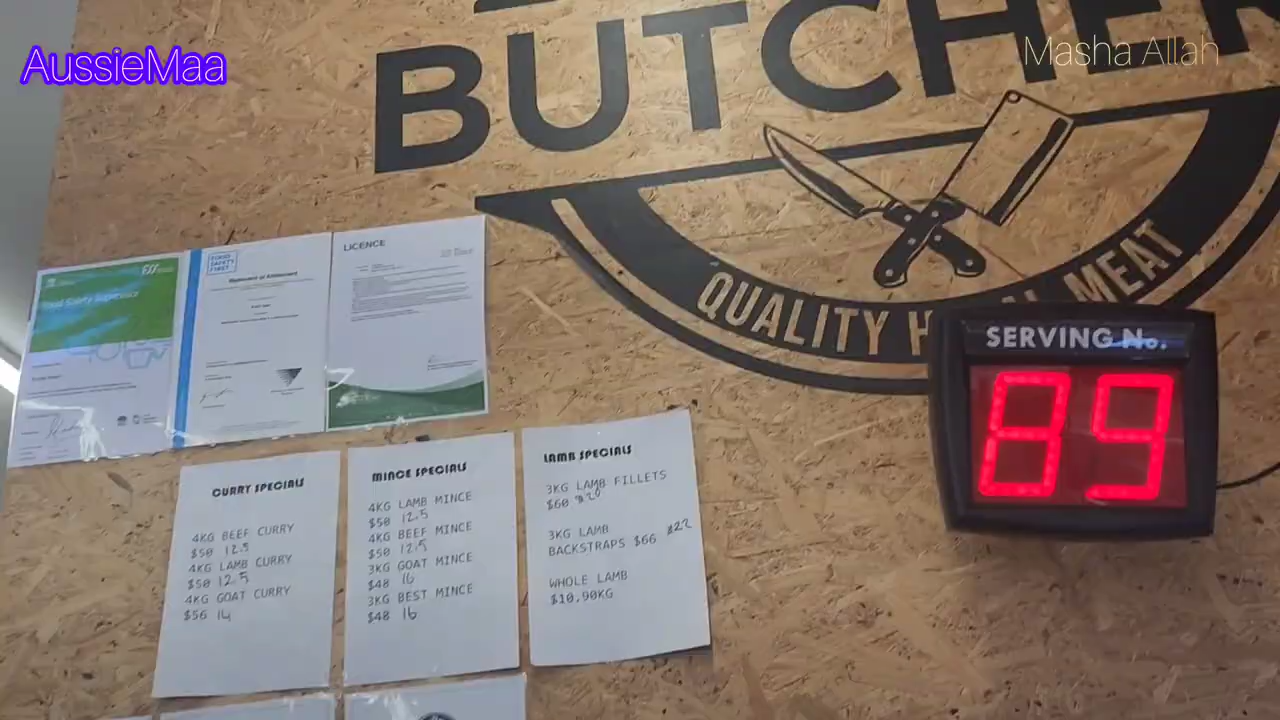 AussieMaa
Masha Allah
BUTCHER
QUALITY H
MEAT
SERVING No.
89
FOOD
SAFETY
FIRST
Statement of Attainment
LICENCE
CURRY SPECIALS
4KG BEEF CURRY
$50 12.5
4KG LAMB CURRY
$50 12.5
4KG GOAT CURRY
$56 14
MINCE SPECIALS
4KG LAMB MINCE
$50 12.5
4KG BEEF MINCE
$50 12.5
3KG GOAT MINCE
$48 16
3KG BEST MINCE
$48 16
LAMB SPECIALS
3KG LAMB FILLETS
$60 $20
3KG LAMB
BACKSTRAPS $66 $22
WHOLE LAMB
$10,90KG